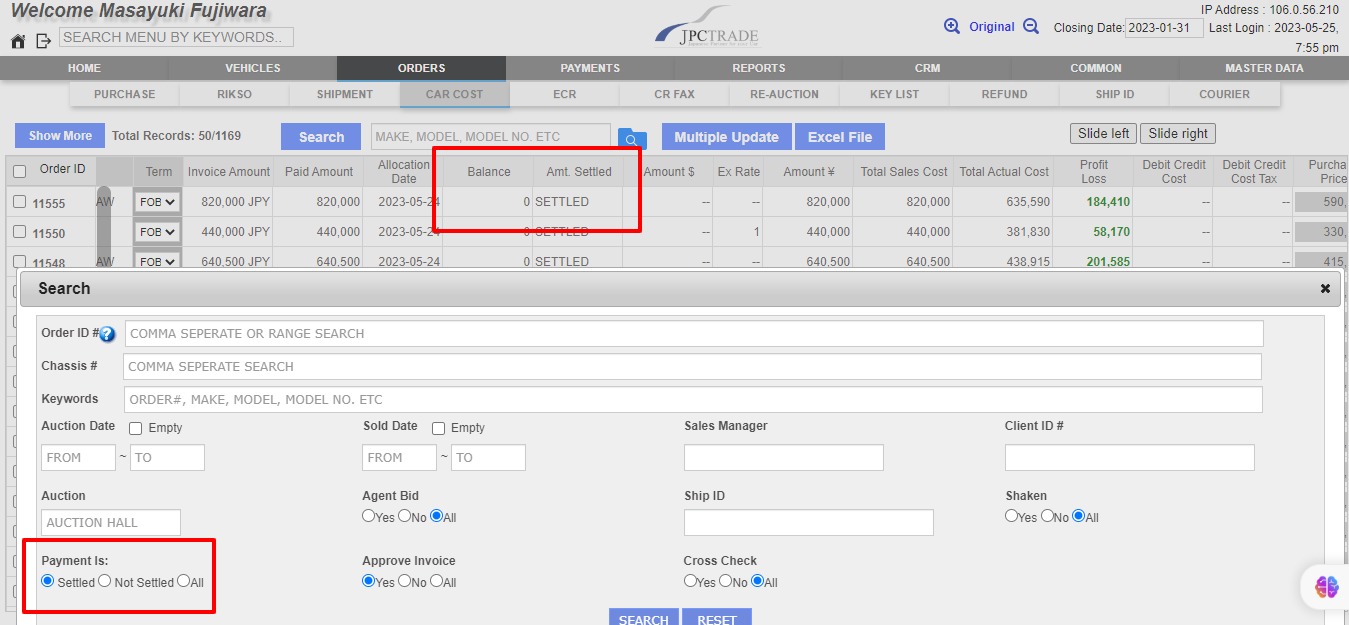 Welcome Masayuki Fujiwara
IP Address : 106.0.56.210
SEARCH MENU BY KEYWORDS..
JPCTRADE
Original
Closing Date: 2023-01-31
Last Login : 2023-05-25,
7:55 pm
HOME VEHICLES ORDERS PAYMENTS REPORTS CRM COMMON MASTER DATA
PURCHASE RIKSO SHIPMENT CAR COST ECR CR FAX RE-AUCTION KEY LIST REFUND SHIP ID COURIER
Show More Total Records: 50/1169 Search MAKE, MODEL, MODEL NO. ETC Multiple Update Excel File Slide left Slide right
Order ID Term Invoice Amount Paid Amount Allocation Date Balance Amt. Settled Amount $ Ex Rate Amount ¥ Total Sales Cost Total Actual Cost Profit Loss Debit Credit Cost Debit Credit Cost Tax Purcha Price
11555 AW FOB 820,000 JPY 820,000 2023-05-24 0 SETTLED -- -- 820,000 820,000 635,590 184,410 -- -- 590,
11550 FOB 440,000 JPY 440,000 2023-05-24 0 SETTLED -- 1 440,000 440,000 381,830 58,170 -- -- 330,
11548 AW FOB 640,500 JPY 640,500 2023-05-24 0 SETTLED -- -- 640,500 640,500 438,915 201,585 -- -- 415,
Search
Order ID # ? COMMA SEPERATE OR RANGE SEARCH
Chassis # COMMA SEPERATE SEARCH
Keywords ORDER#, MAKE, MODEL, MODEL NO. ETC
Auction Date Empty Sold Date Empty Sales Manager Client ID #
FROM ~ TO FROM ~ TO
Auction Agent Bid Ship ID Shaken
AUCTION HALL Yes No All Yes No All
Payment Is: Approve Invoice Cross Check
Settled Not Settled All Yes No All Yes No All
SEARCH RESET